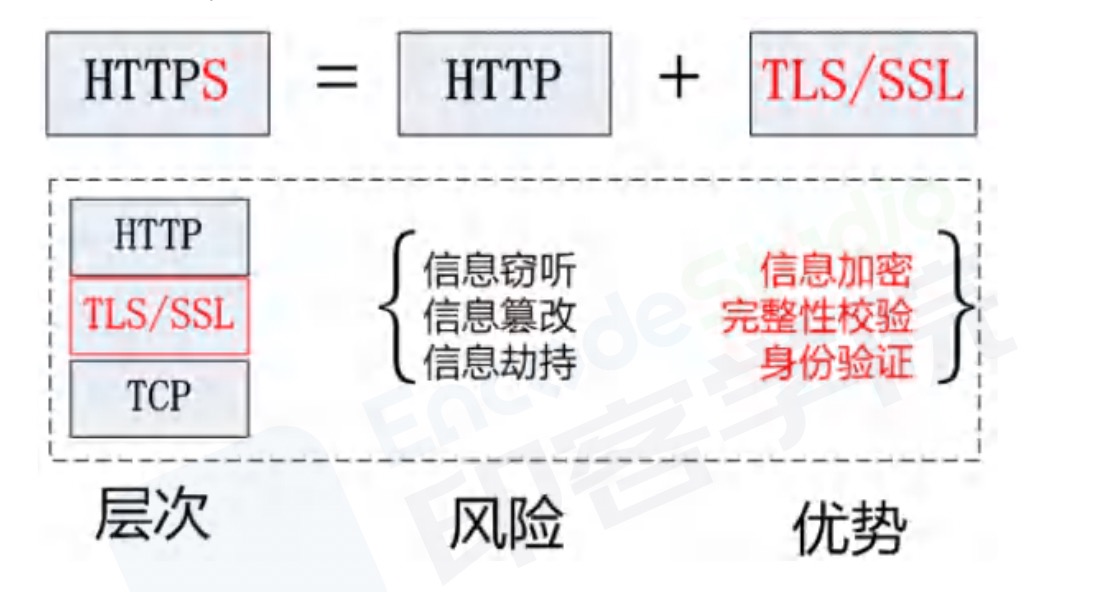 HTTPS = HTTP + TLS/SSL
HTTP
TLS/SSL
TCP
信息窃听
信息篡改
信息劫持
信息加密
完整性校验
身份验证
层次
风险
优势
EncodeStudio
印客学院